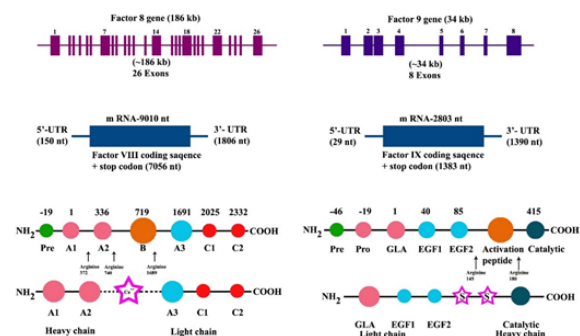 Factor 8 gene (186 kb)
1 7 14 18 22 26
(~186 kb)
26 Exons
m RNA-9010 nt
5'-UTR
(150 nt)
3'- UTR
(1806 nt)
Factor VIII coding saqence
+ stop codon (7056 nt)
-19 1 336 719 1691 2025 2332
NH2 COOH
Pre A1 A2 B A3 C1 C2
Arginine
372
Arginine
740
Arginine
1689
NH2 COOH
A1 A2 A3 C1 C2
Heavy chain Light chain
Factor 9 gene (34 kb)
1 2 3 4 5 6 7 8
(~34 kb)
8 Exons
m RNA-2803 nt
5'-UTR
(29 nt)
3'- UTR
(1390 nt)
Factor IX coding saqence
+ stop codon (1383 nt)
-46 -19 1 40 85 415
NH2 COOH
Pre Pro GLA EGF1 EGF2 Activation Catalytic
peptide
Arginine
145
Arginine
180
NH2 S S COOH
GLA EGF1 EGF2 Catalytic
Light chain Heavy chain